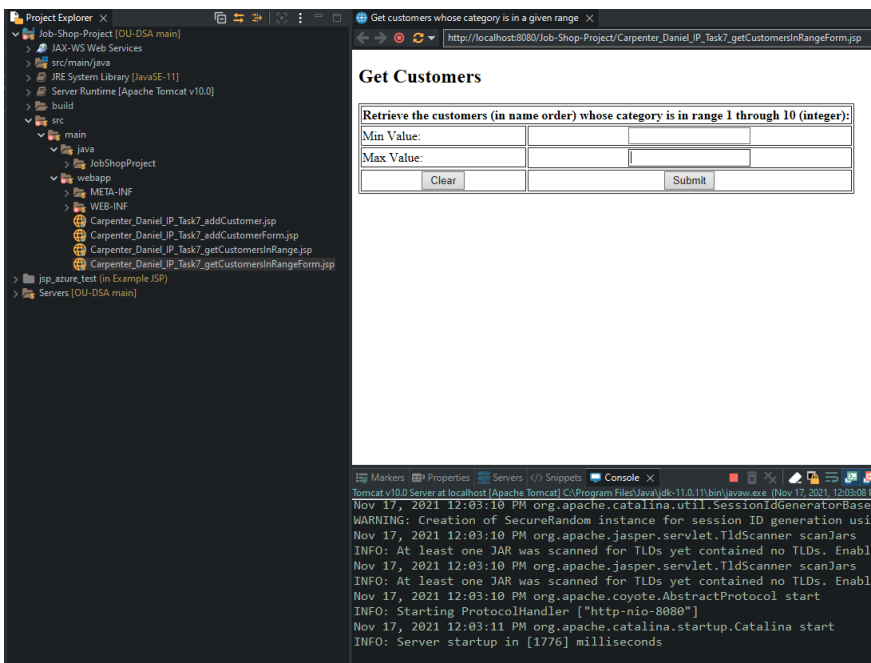 Project Explorer
Job-Shop-Project [OU-DSA main]
JAX-WS Web Services
src/main/java
JRE System Library [JavaSE-11]
Server Runtime [Apache Tomcat v10.0]
build
src
main
java
JobShopProject
webapp
META-INF
WEB-INF
Carpenter_Daniel_IP_Task7_addCustomer.jsp
Carpenter_Daniel_IP_Task7_addCustomerForm.jsp
Carpenter_Daniel_IP_Task7_getCustomersInRange.jsp
Carpenter_Daniel_IP_Task7_getCustomersInRangeForm.jsp
jsp_azure_test (in Example JSP)
Servers [OU-DSA main]
Get customers whose category is in a given range
http://localhost:8080/Job-Shop-Project/Carpenter_Daniel_IP_Task7_getCustomersInRangeForm.jsp
Get Customers
Retrieve the customers (in name order) whose category is in range 1 through 10 (integer):
Min Value:
Max Value:
Clear Submit
Markers Properties Servers Snippets Console
Tomcat v10.0 Server at localhost [Apache Tomcat] C:\Program Files\Java\jdk-11.0.11\bin\javaw.exe (Nov 17, 2021, 12:03:08
Nov 17, 2021 12:03:10 PM org.apache.catalina.util.SessionIdGeneratorBase
WARNING: Creation of SecureRandom instance for session ID generation usi
Nov 17, 2021 12:03:10 PM org.apache.jasper.servlet.TldScanner scanJars
INFO: At least one JAR was scanned for TLDs yet contained no TLDs. Enabl
Nov 17, 2021 12:03:10 PM org.apache.jasper.servlet.TldScanner scanJars
INFO: At least one JAR was scanned for TLDs yet contained no TLDs. Enabl
Nov 17, 2021 12:03:10 PM org.apache.coyote.AbstractProtocol start
INFO: Starting ProtocolHandler ["http-nio-8080"]
Nov 17, 2021 12:03:11 PM org.apache.catalina.startup.Catalina start
INFO: Server startup in [1776] milliseconds